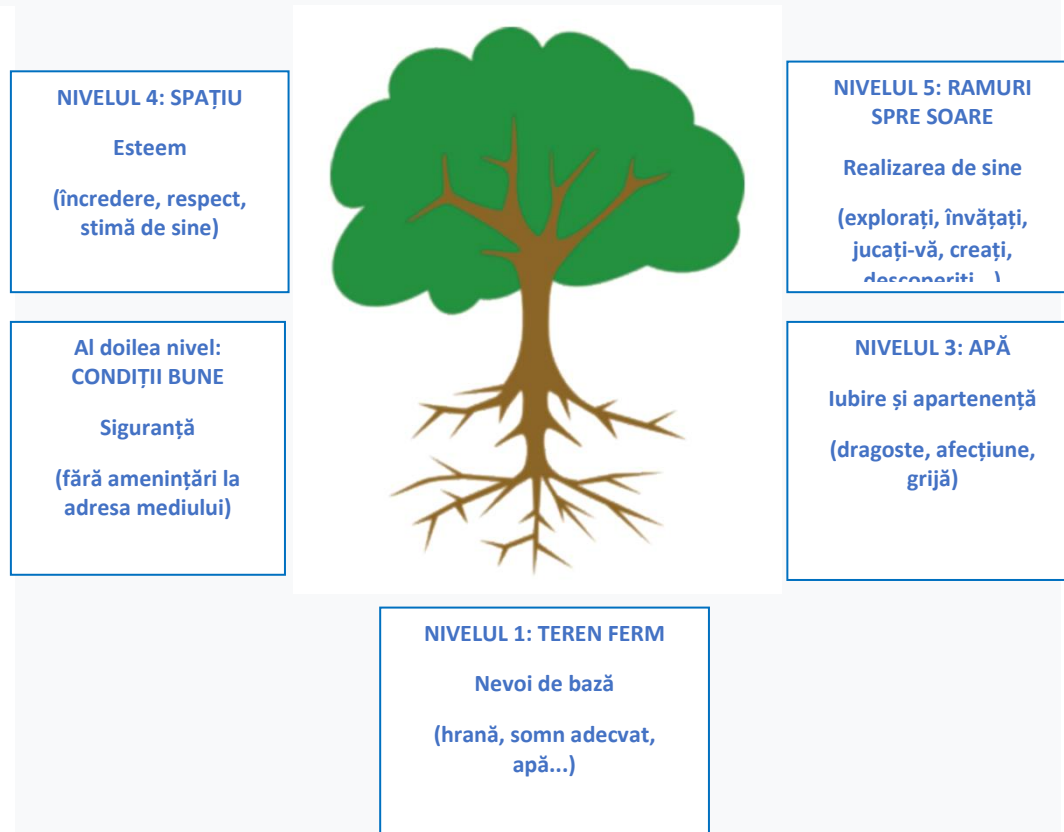 NIVELUL 4: SPAȚIU
Esteem
(încredere, respect,
stimă de sine)
NIVELUL 5: RAMURI
SPRE SOARE
Realizarea de sine
(explorați, învățați,
jucați-vă, creați,
descoperiți...)
Al doilea nivel:
CONDIȚII BUNE
Siguranță
(fără amenințări la
adresa mediului)
NIVELUL 3: APĂ
Iubire și apartenență
(dragoste, afecțiune,
grijă)
NIVELUL 1: TEREN FERM
Nevoi de bază
(hrană, somn adecvat,
apă...)